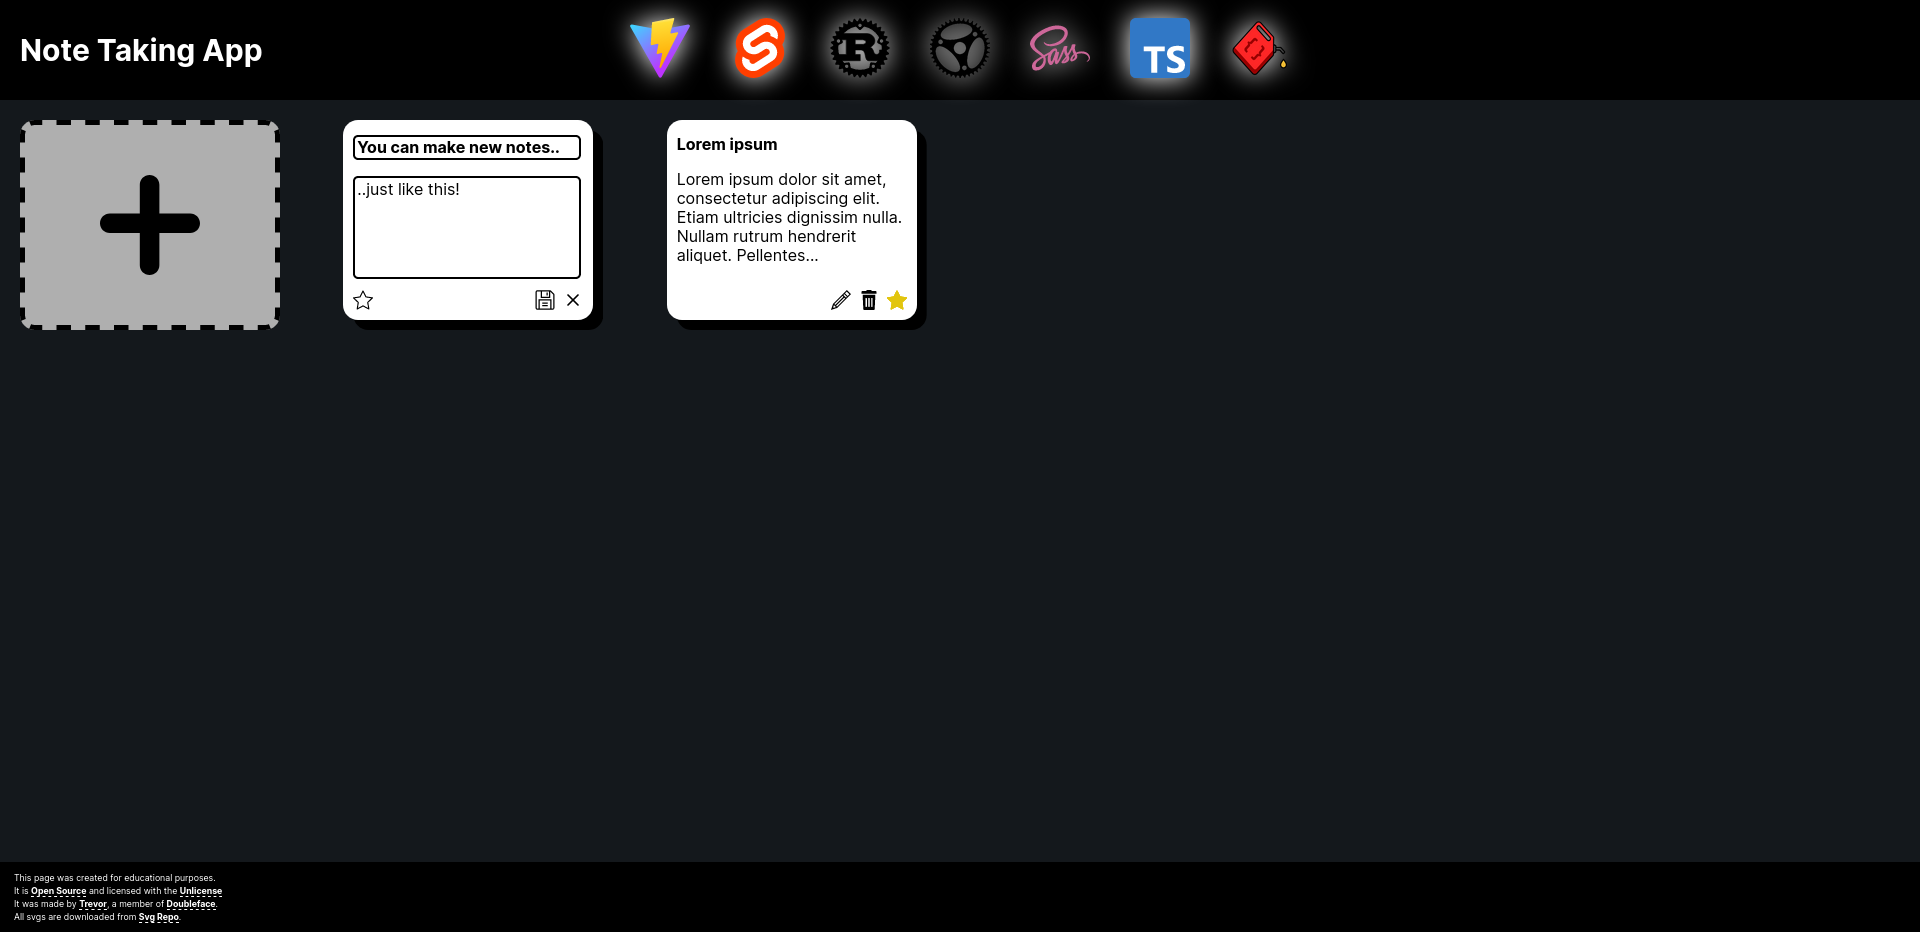 Note Taking App
R
Sass
TS
You can make new notes..
..just like this!
Lorem ipsum
Lorem ipsum dolor sit amet,
consectetur adipiscing elit.
Etiam ultricies dignissim nulla.
Nullam rutrum hendrerit
aliquet. Pellentes...
This page was created for educational purposes.
It is Open Source and licensed with the Unlicense
It was made by Trevor, a member of Doubleface.
All svgs are downloaded from Svg Repo.